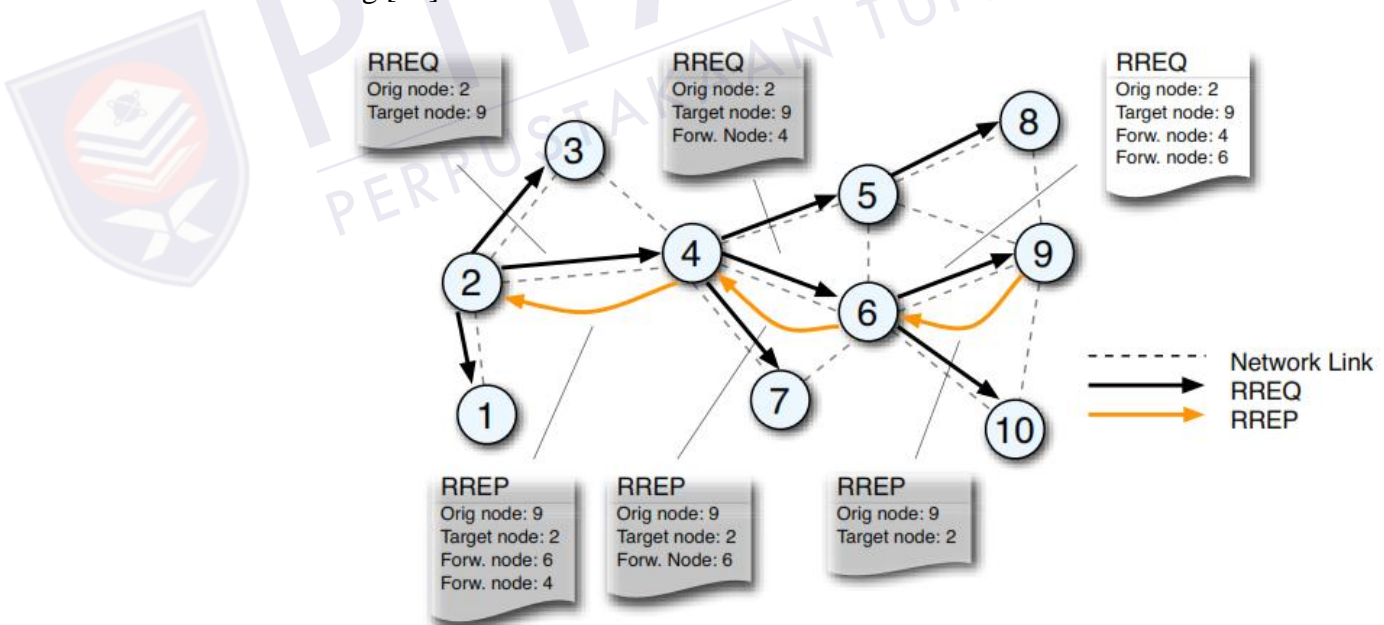 RREQ
Orig node: 2
Target node: 9
RREQ
Orig node: 2
Target node: 9
Forw. Node: 4
RREQ
Orig node: 2
Target node: 9
Forw. node: 4
Forw. node: 6
PERPUSTAKAAN
3
8
5
4
9
2
6
7
1
10
Network Link
RREQ
RREP
RREP
Orig node: 9
Target node: 2
Forw. node: 6
Forw. node: 4
RREP
Orig node: 9
Target node: 2
Forw. Node: 6
RREP
Orig node: 9
Target node: 2